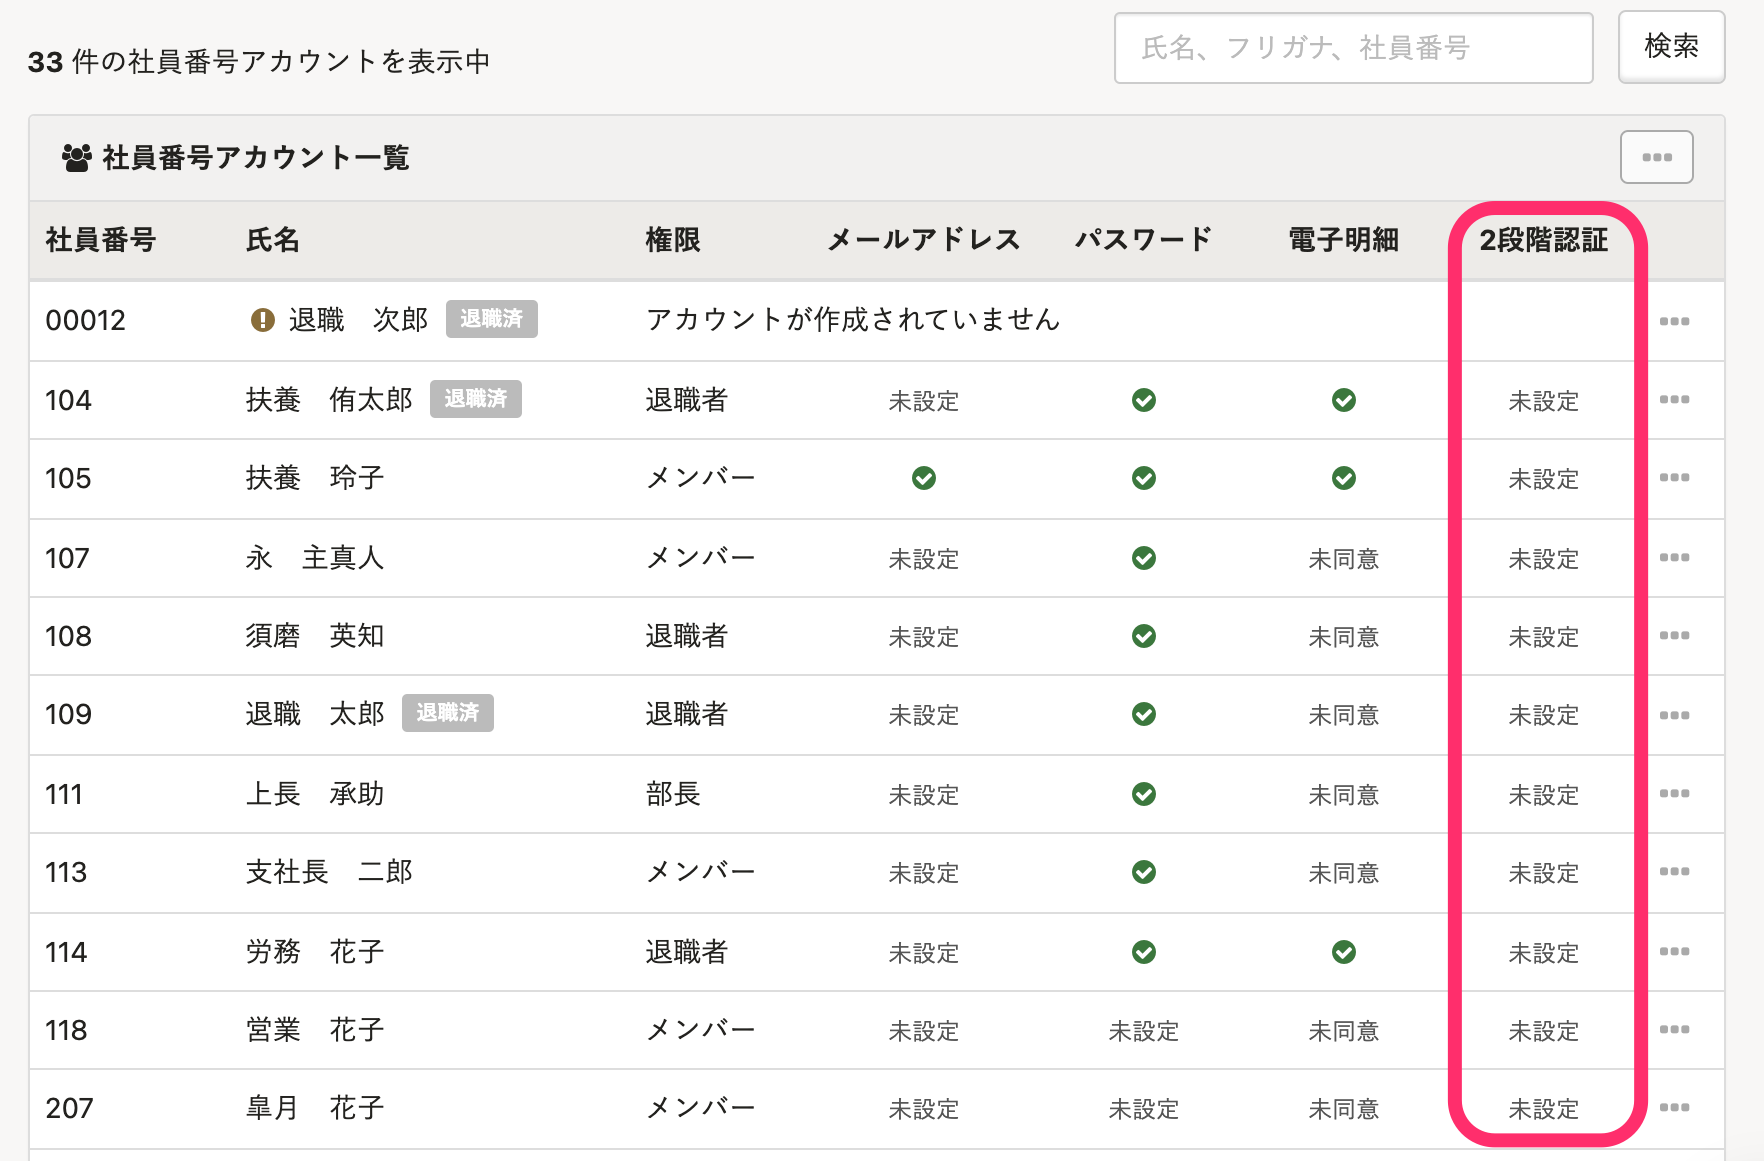 33 件の社員番号アカウントを表示中
氏名、フリガナ、社員番号 検索
社員番号アカウント一覧
社員番号 氏名 権限 メールアドレス パスワード 電子明細 2段階認証
00012 退職　次郎 退職済 アカウントが作成されていません
104 扶養　侑太郎 退職済 退職者 未設定 未設定
105 扶養　玲子 メンバー 未設定
107 永　主真人 メンバー 未設定 未同意 未設定
108 須磨　英知 退職者 未設定 未同意 未設定
109 退職　太郎 退職済 退職者 未設定 未同意 未設定
111 上長　承助 部長 未設定 未同意 未設定
113 支社長　二郎 メンバー 未設定 未同意 未設定
114 労務　花子 退職者 未設定 未設定
118 営業　花子 メンバー 未設定 未設定 未同意 未設定
207 皐月　花子 メンバー 未設定 未設定 未同意 未設定